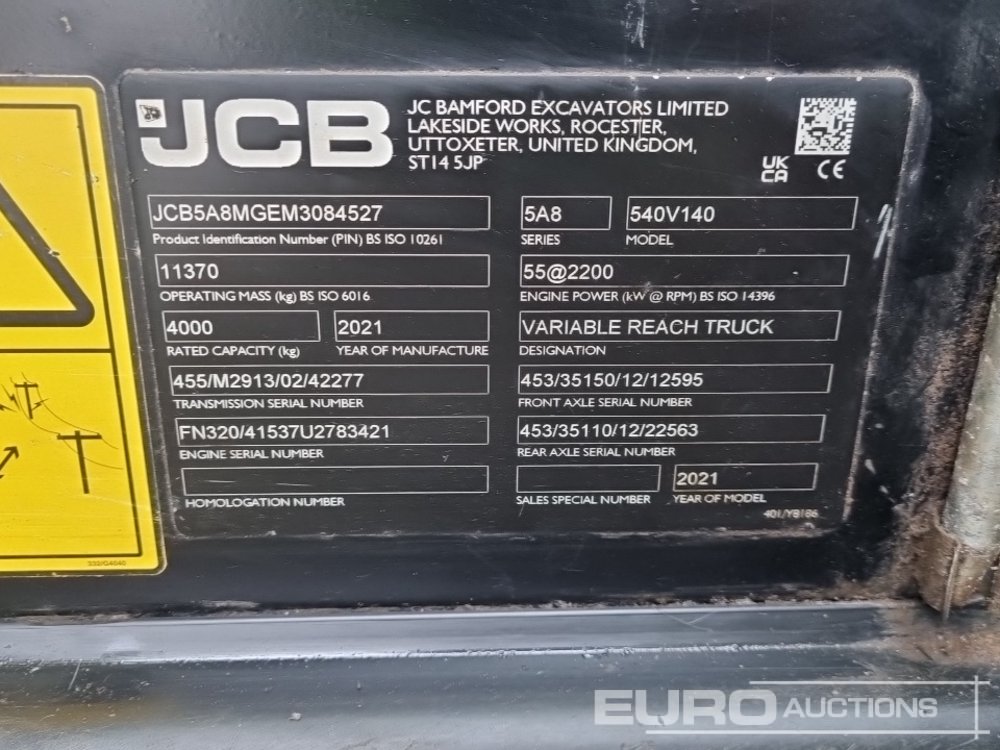 JCB
JC BAMFORD EXCAVATORS LIMITED
LAKESIDE WORKS, ROCESTER,
UTTOXETER, UNITED KINGDOM,
ST14 5JP
UK
CA CE
JCB5A8MGEM3084527 5A8 540V140
Product Identification Number (PIN) BS ISO 10261 SERIES MODEL
11370 55@2200
OPERATING MASS (kg) BS ISO 6016 ENGINE POWER (kW @ RPM) BS ISO 14396
4000 2021 VARIABLE REACH TRUCK
RATED CAPACITY (kg) YEAR OF MANUFACTURE DESIGNATION
455/M2913/02/42277 453/35150/12/12595
TRANSMISSION SERIAL NUMBER FRONT AXLE SERIAL NUMBER
FN320/41537U2783421 453/35110/12/22563
ENGINE SERIAL NUMBER REAR AXLE SERIAL NUMBER
2021
HOMOLOGATION NUMBER SALES SPECIAL NUMBER YEAR OF MODEL
401/Y8186
332/G4040
EURO AUCTIONS